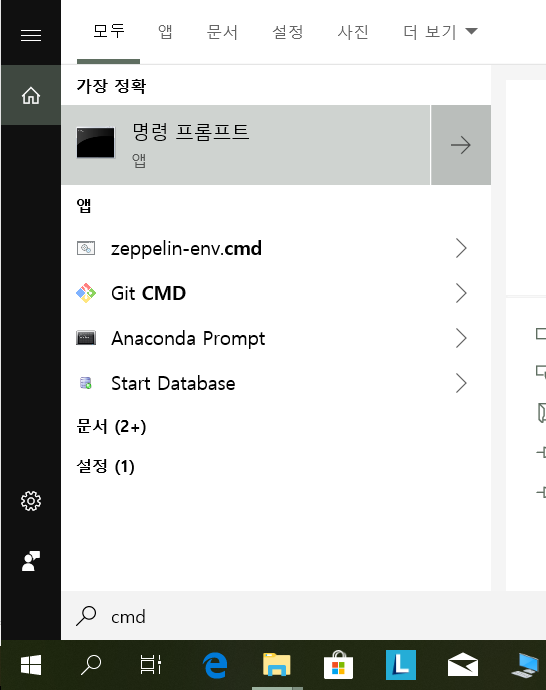 모두 앱 문서 설정 사진 더 보기
가장 정확
명령 프롬프트
앱
앱
zeppelin-env.cmd
Git CMD
Anaconda Prompt
Start Database
문서 (2+)
설정 (1)
cmd